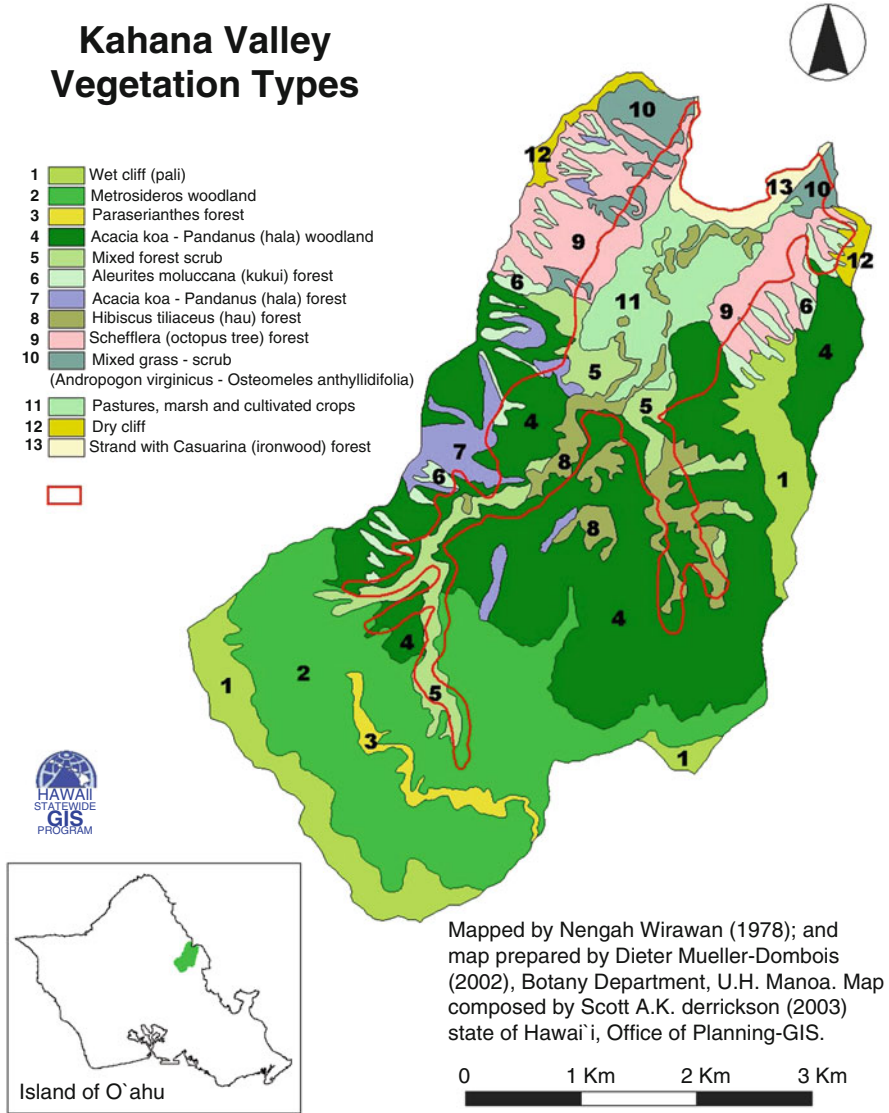 Kahana Valley
Vegetation Types
1 Wet cliff (pali)
2 Metrosideros woodland
3 Paraserianthes forest
4 Acacia koa - Pandanus (hala) woodland
5 Mixed forest scrub
6 Aleurites moluccana (kukui) forest
7 Acacia koa - Pandanus (hala) forest
8 Hibiscus tiliaceus (hau) forest
9 Schefflera (octopus tree) forest
10 Mixed grass - scrub
(Andropogon virginicus - Osteomeles anthyllidifolia)
11 Pastures, marsh and cultivated crops
12 Dry cliff
13 Strand with Casuarina (ironwood) forest
10
12
13
10
9
12
6
11
9
6
4
5
5
4
7
8
6
1
8
4
4
2
1
5
3
1
HAWAII
STATEWIDE
GIS
PROGRAM
Island of O`ahu
Mapped by Nengah Wirawan (1978); and
map prepared by Dieter Mueller-Dombois
(2002), Botany Department, U.H. Manoa. Map
composed by Scott A.K. derrickson (2003)
state of Hawai`i, Office of Planning-GIS.
0 1 Km 2 Km 3 Km